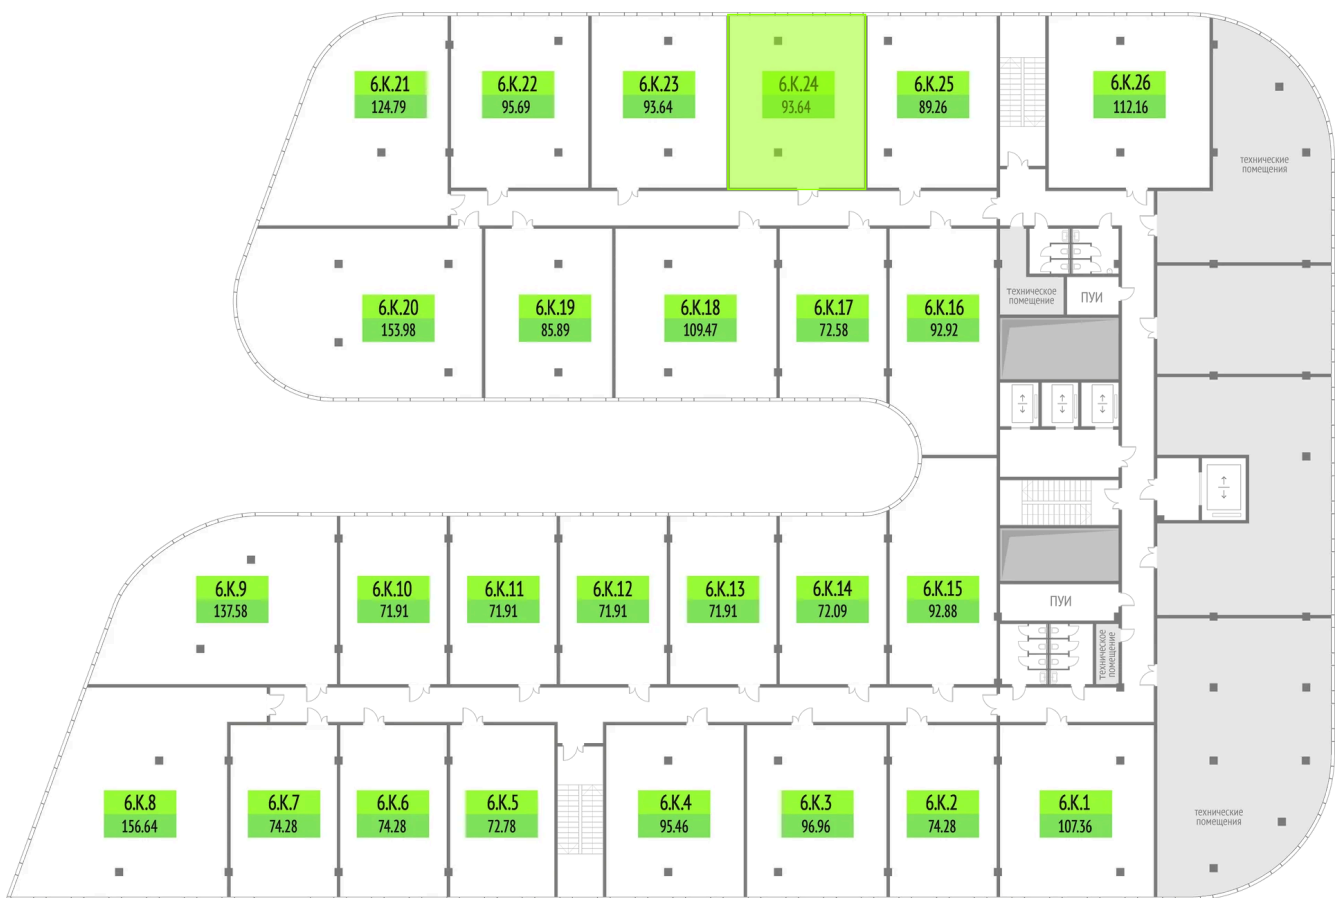 6.К.21
124.79
6.К.22
95.69
6.К.23
93.64
6.К.24
93.64
6.К.25
89.26
6.К.26
112.16
технические
помещения
6.К.20
153.98
6.К.19
85.89
6.К.18
109.47
6.К.17
72.58
6.К.16
92.92
техническое
помещение
ПУИ
6.К.9
137.58
6.К.10
71.91
6.К.11
71.91
6.К.12
71.91
6.К.13
71.91
6.К.14
72.09
6.К.15
92.88
ПУИ
техническое
помещение
6.К.8
156.64
6.К.7
74.28
6.К.6
74.28
6.К.5
72.78
6.К.4
95.46
6.К.3
96.96
6.К.2
74.28
6.К.1
107.36
технические
помещения